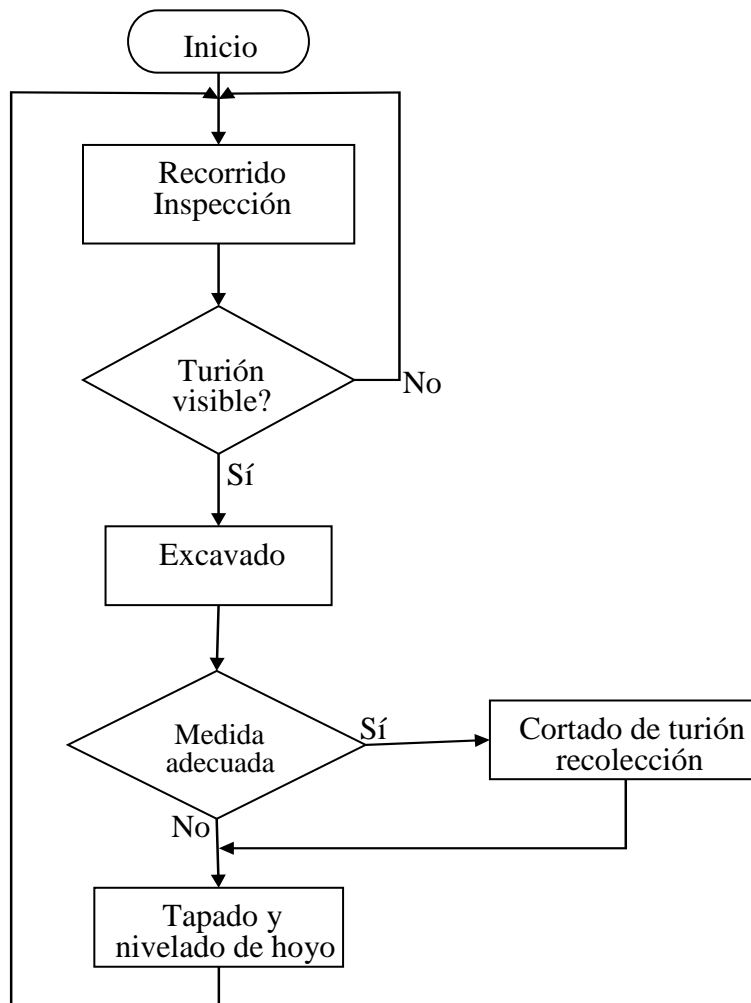 Inicio
Recorrido
Inspección
Turión
visible?
No
Sí
Excavado
Medida
adecuada
Sí
Cortado de turión
recolección
No
Tapado y
nivelado de hoyo